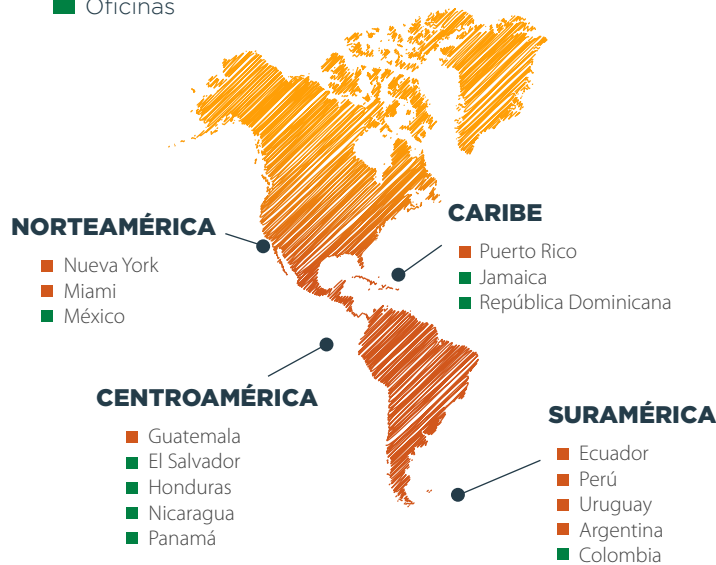 Oficinas
NORTEAMÉRICA
Nueva York
Miami
México
CARIBE
Puerto Rico
Jamaica
República Dominicana
CENTROAMÉRICA
Guatemala
El Salvador
Honduras
Nicaragua
Panamá
SURAMÉRICA
Ecuador
Perú
Uruguay
Argentina
Colombia